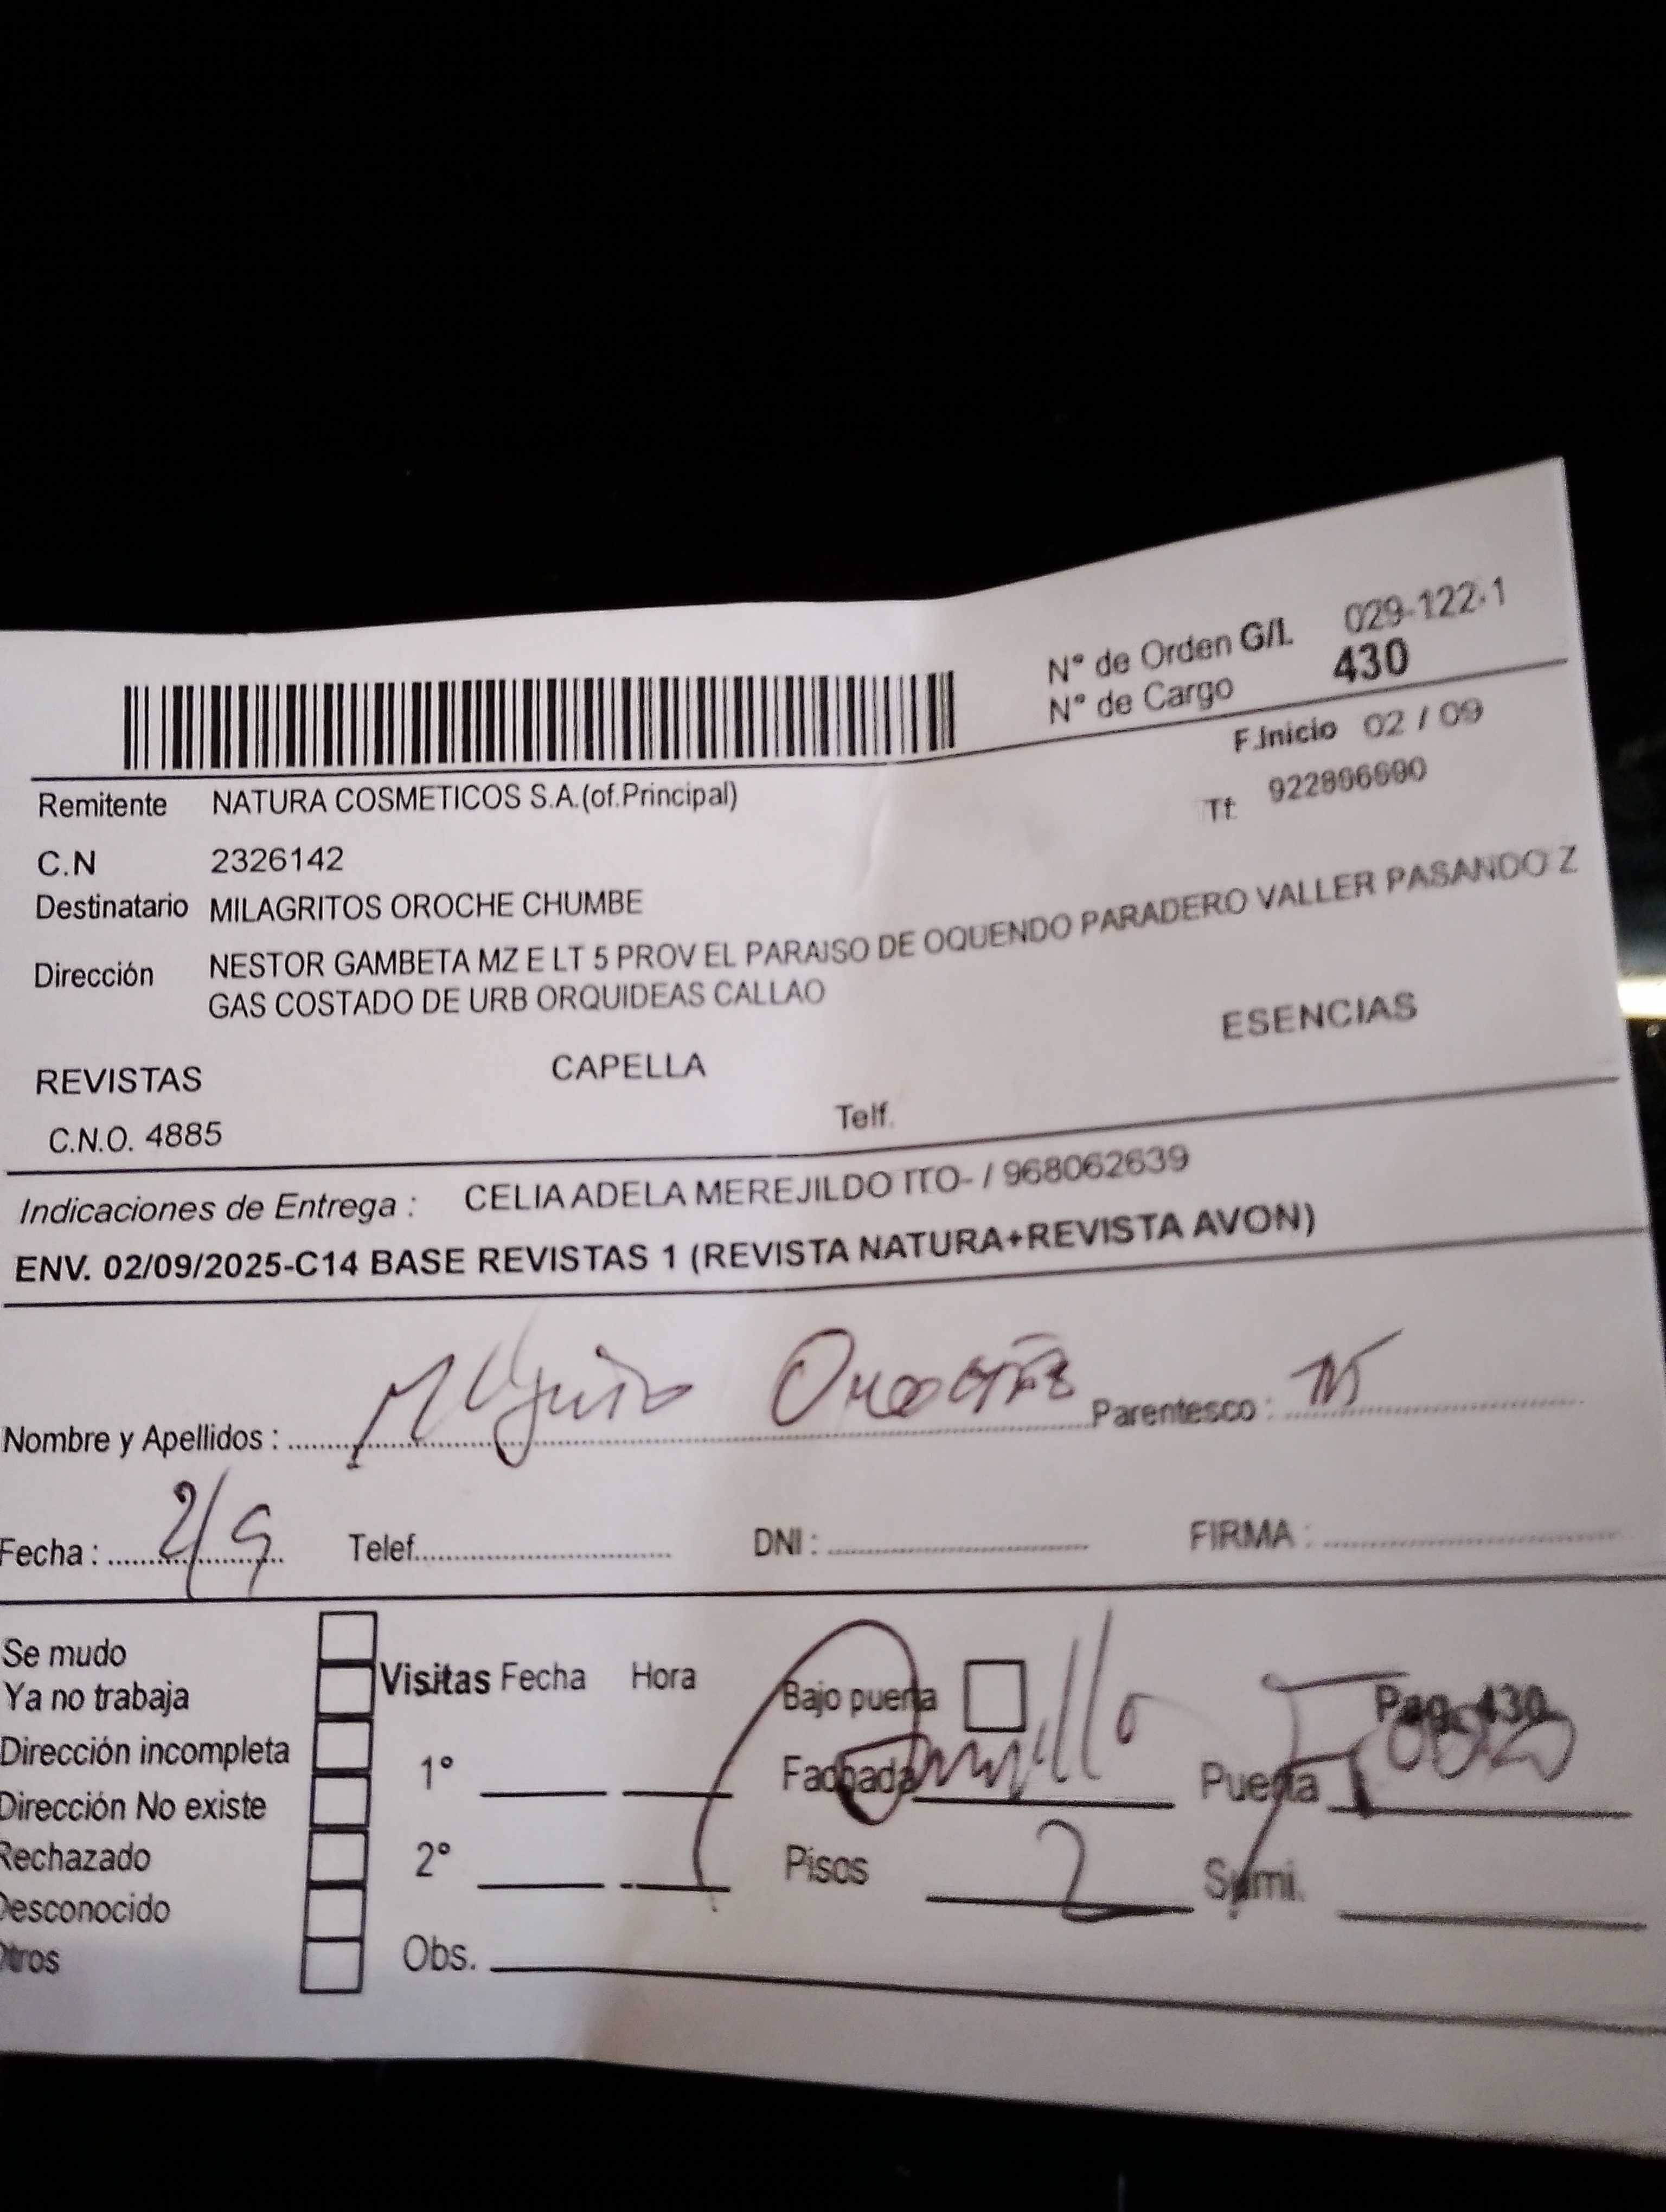 N° de Orden G/I. 029-122-1
N° de Cargo 430
F.Inicio 02 / 09
Remitente NATURA COSMETICOS S.A.(of.Principal)
Tf.
C.N 2326142
Destinatario MILAGRITOS OROCHE CHUMBE
Dirección NESTOR GAMBETA MZ E LT 5 PROV EL PARAISO DE OQUENDO PARADERO VALLER PASANDO Z
GAS COSTADO DE URB ORQUIDEAS CALLAO
REVISTAS CAPELLA ESENCIAS
C.N.O. 4885 Telf.
Indicaciones de Entrega : CELIA ADELA MEREJILDO ITO- / 968062639
ENV. 02/09/2025-C14 BASE REVISTAS 1 (REVISTA NATURA+REVISTA AVON)
Nombre y Apellidos : Parentesco :
Fecha : 2/9 Telef. DNI : FIRMA :
Se mudo
Ya no trabaja
Dirección incompleta
Dirección No existe
Rechazado
Desconocido
Otros
Visitas Fecha Hora
1°
2°
Obs.
Bajo puerta Pag. 430
Fachada Puerta
Pisos 2 Sumi.